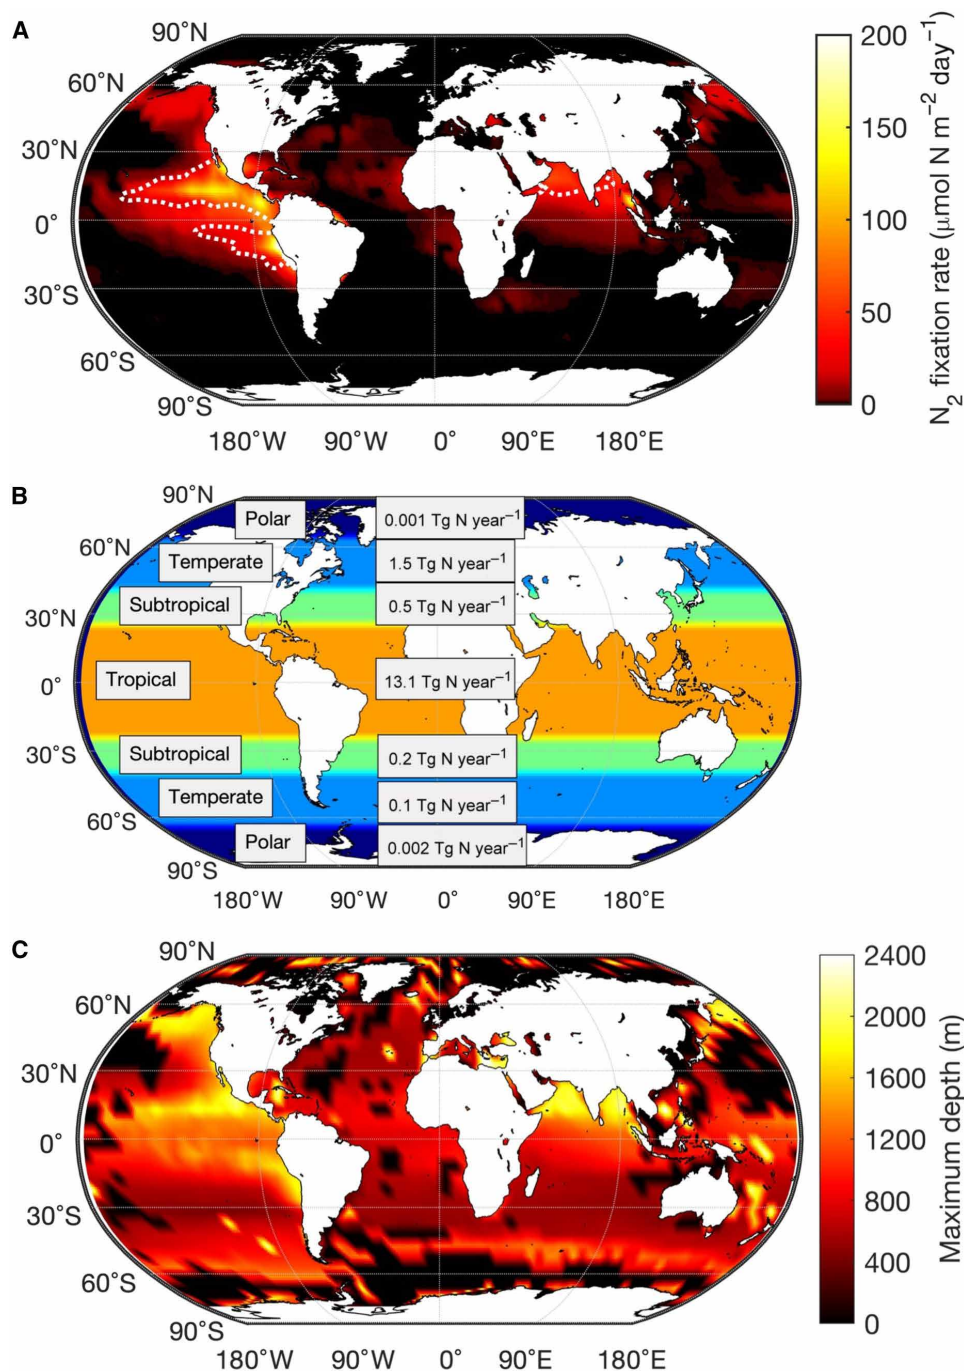 A
90°N
60°N
30°N
0°
30°S
60°S
90°S
180°W 90°W 0° 90°E 180°E
200
150
100
50
0
N2 fixation rate (μmol N m−2 day−1)
B
90°N
60°N
30°N
0°
30°S
60°S
90°S
Polar 0.001 Tg N year−1
Temperate 1.5 Tg N year−1
Subtropical 0.5 Tg N year−1
Tropical 13.1 Tg N year−1
Subtropical 0.2 Tg N year−1
Temperate 0.1 Tg N year−1
Polar 0.002 Tg N year−1
180°W 90°W 0° 90°E 180°E
C
90°N
60°N
30°N
0°
30°S
60°S
90°S
180°W 90°W 0° 90°E 180°E
2400
2000
1600
1200
800
400
0
Maximum depth (m)